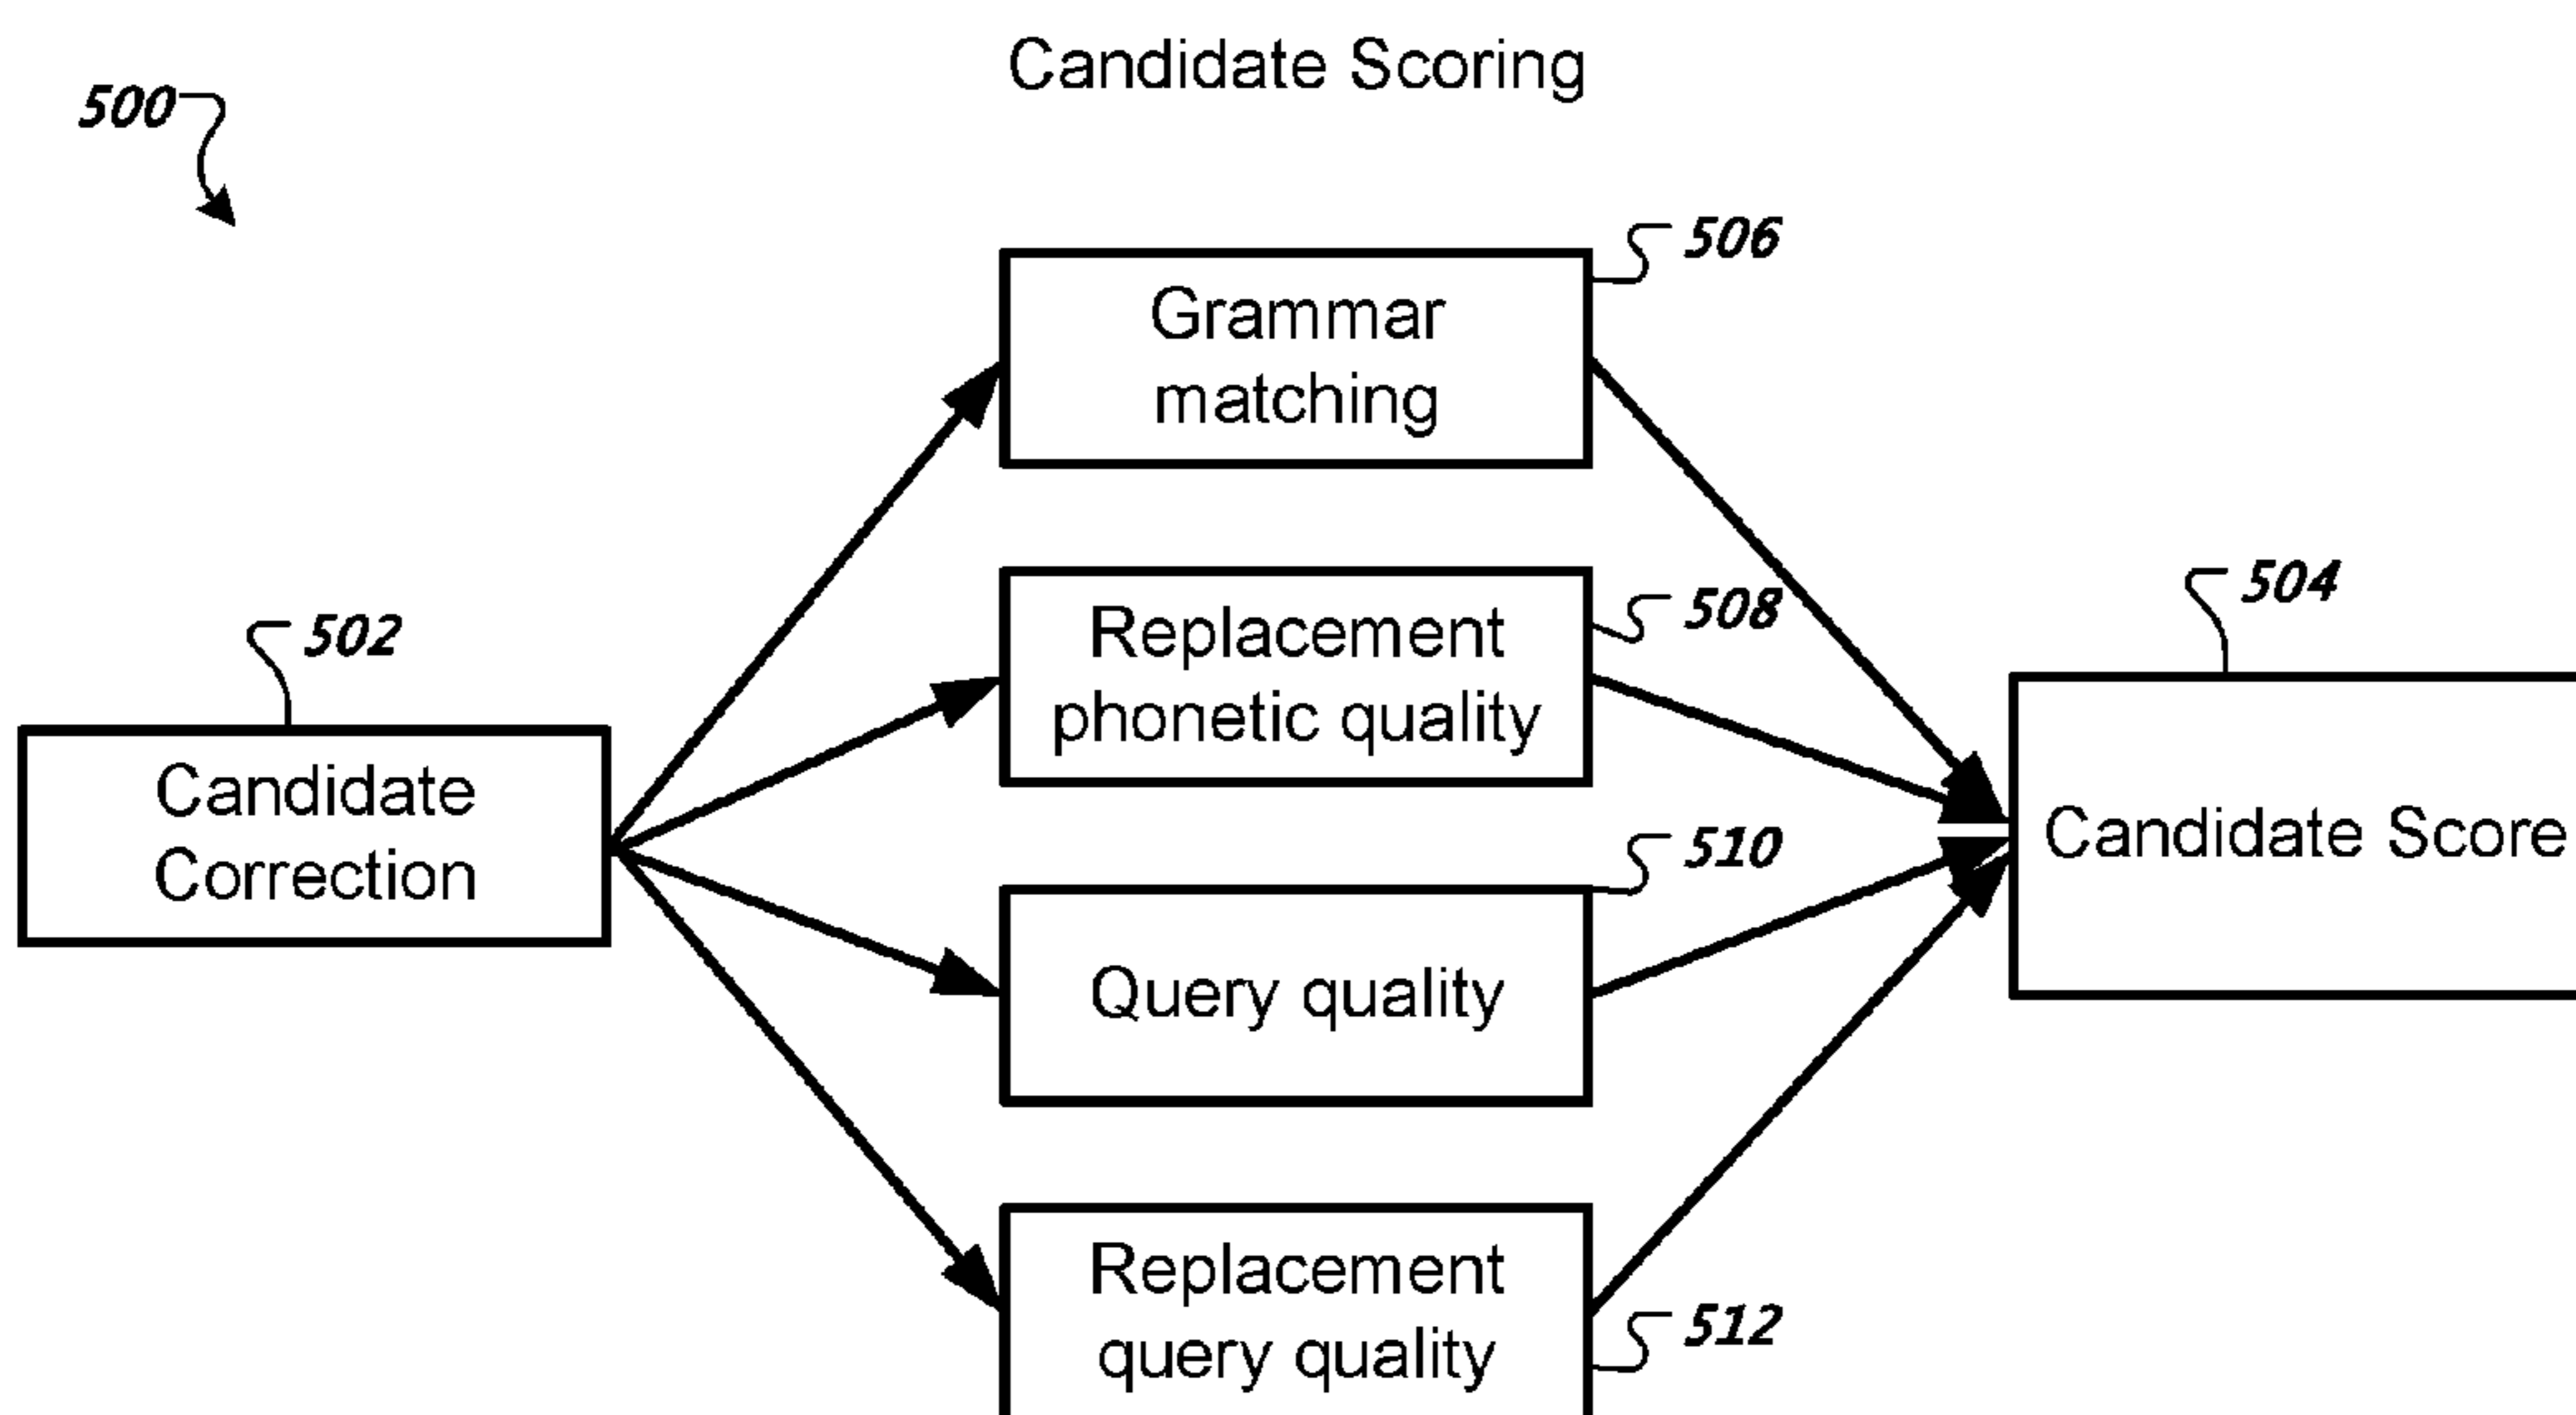 Candidate Scoring
500
506
Grammar
matching
508
Replacement
phonetic quality
504
502
Candidate
Correction
Candidate Score
510
Query quality
Replacement
query quality
512